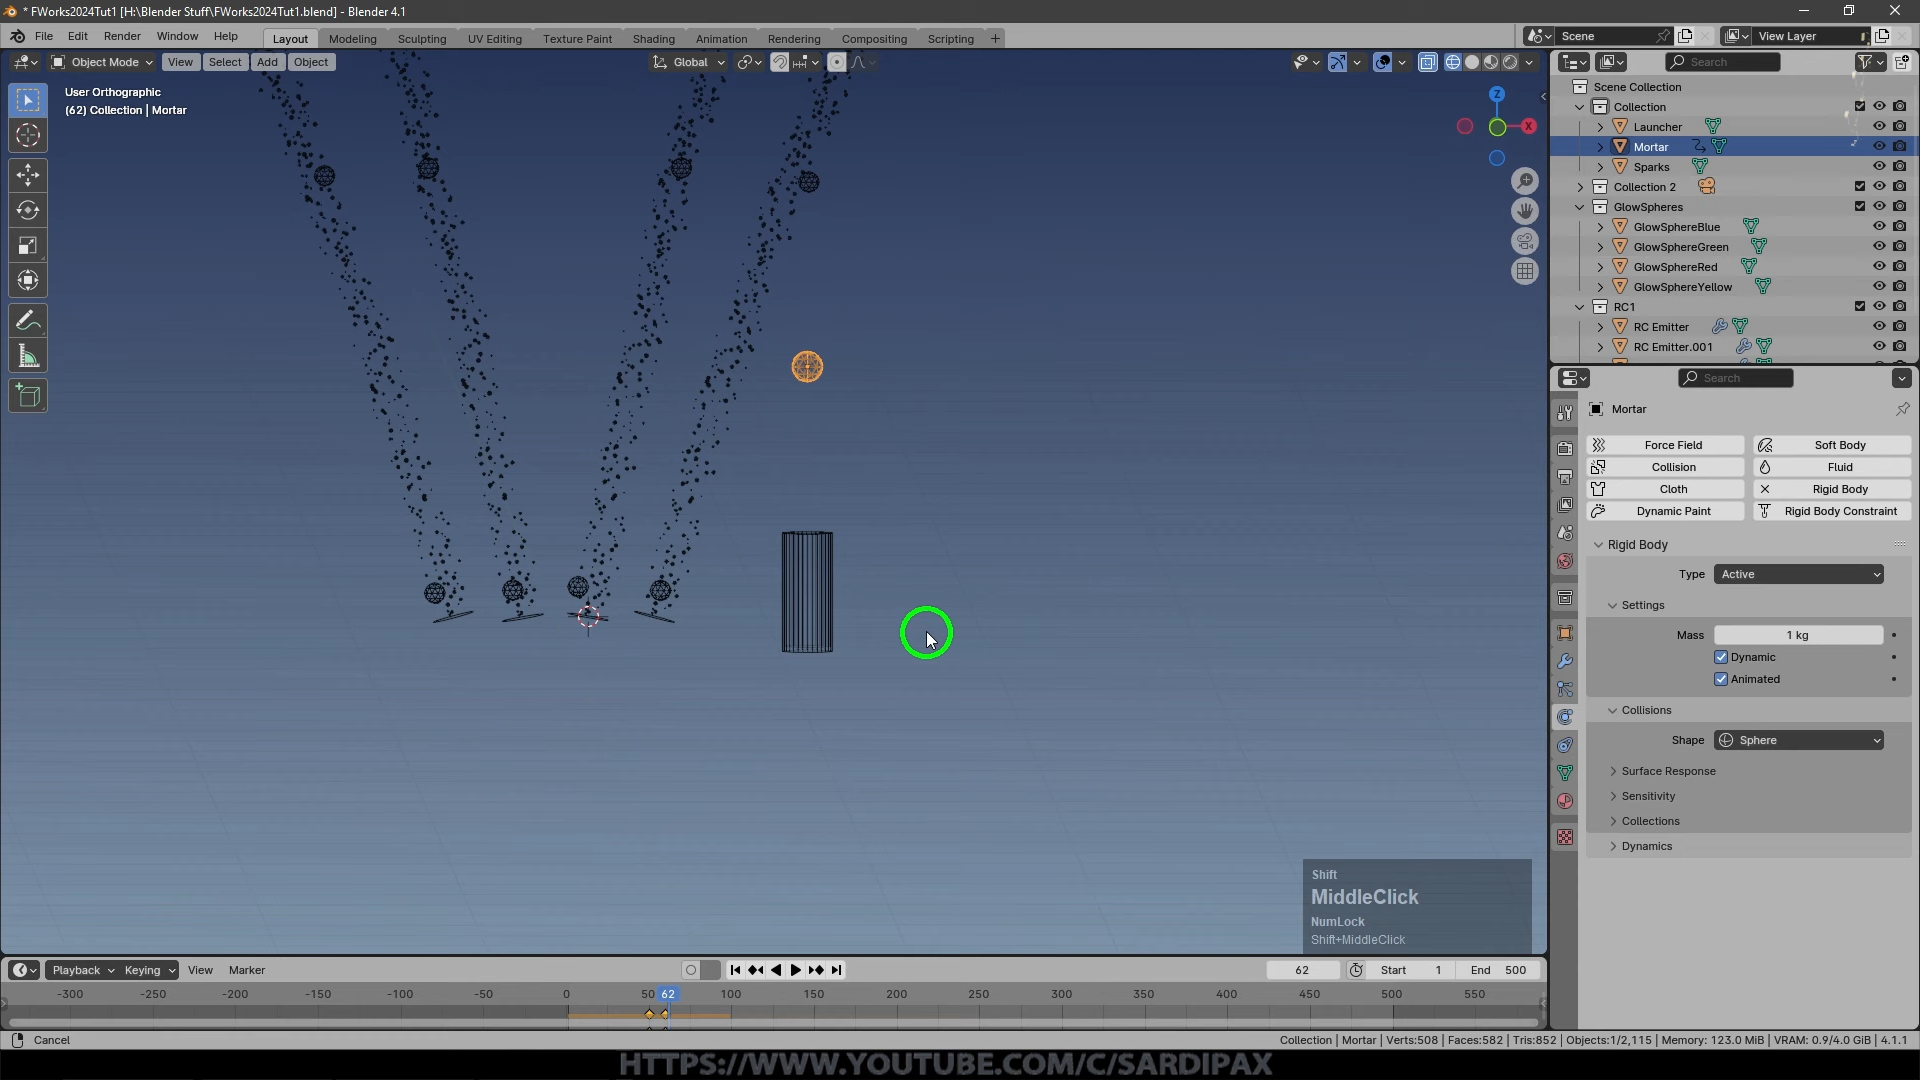 * FWorks2024Tut1 [H:\Blender Stuff\FWorks2024Tut1.blend] - Blender 4.1
File Edit Render Window Help
Layout Modeling Sculpting UV Editing Texture Paint Shading Animation Rendering Compositing Scripting +
Scene
View Layer
Object Mode View Select Add Object
Global
Search
User Orthographic
(62) Collection | Mortar
Z
X
Scene Collection
Collection
Launcher
Mortar
Sparks
Collection 2
GlowSpheres
GlowSphereBlue
GlowSphereGreen
GlowSphereRed
GlowSphereYellow
RC1
RC Emitter
RC Emitter.001
Search
Mortar
Force Field Soft Body
Collision Fluid
Cloth Rigid Body
Dynamic Paint Rigid Body Constraint
Rigid Body
Type Active
Settings
Mass 1 kg
Dynamic
Animated
Collisions
Shape Sphere
Surface Response
Sensitivity
Collections
Dynamics
Shift
MiddleClick
NumLock
Shift+MiddleClick
Playback Keying View Marker
62 Start 1 End 500
-300 -250 -200 -150 -100 -50 0 50 62 100 150 200 250 300 350 400 450 500 550
Cancel
Collection | Mortar | Verts:508 | Faces:582 | Tris:852 | Objects:1/2,115 | Memory: 123.0 MiB | VRAM: 0.9/4.0 GiB | 4.1.1
HTTPS://WWW.YOUTUBE.COM/C/SARDIPAX